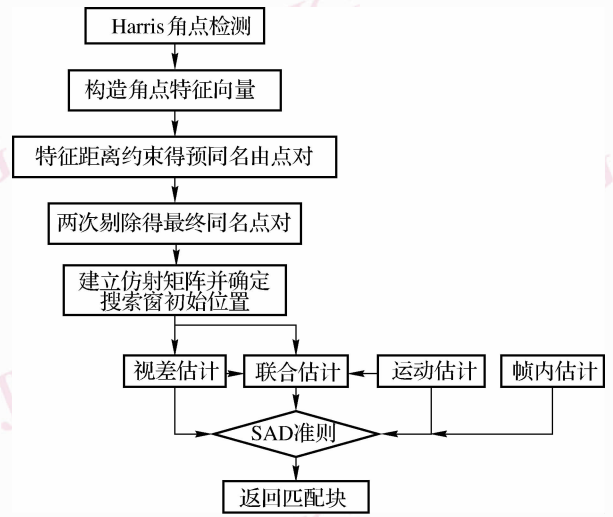 Harris角点检测
构造角点特征向量
特征距离约束得预同名由点对
两次剔除得最终同名点对
建立仿射矩阵并确定
搜索窗初始位置
视差估计
联合估计
运动估计
帧内估计
SAD准则
返回匹配块